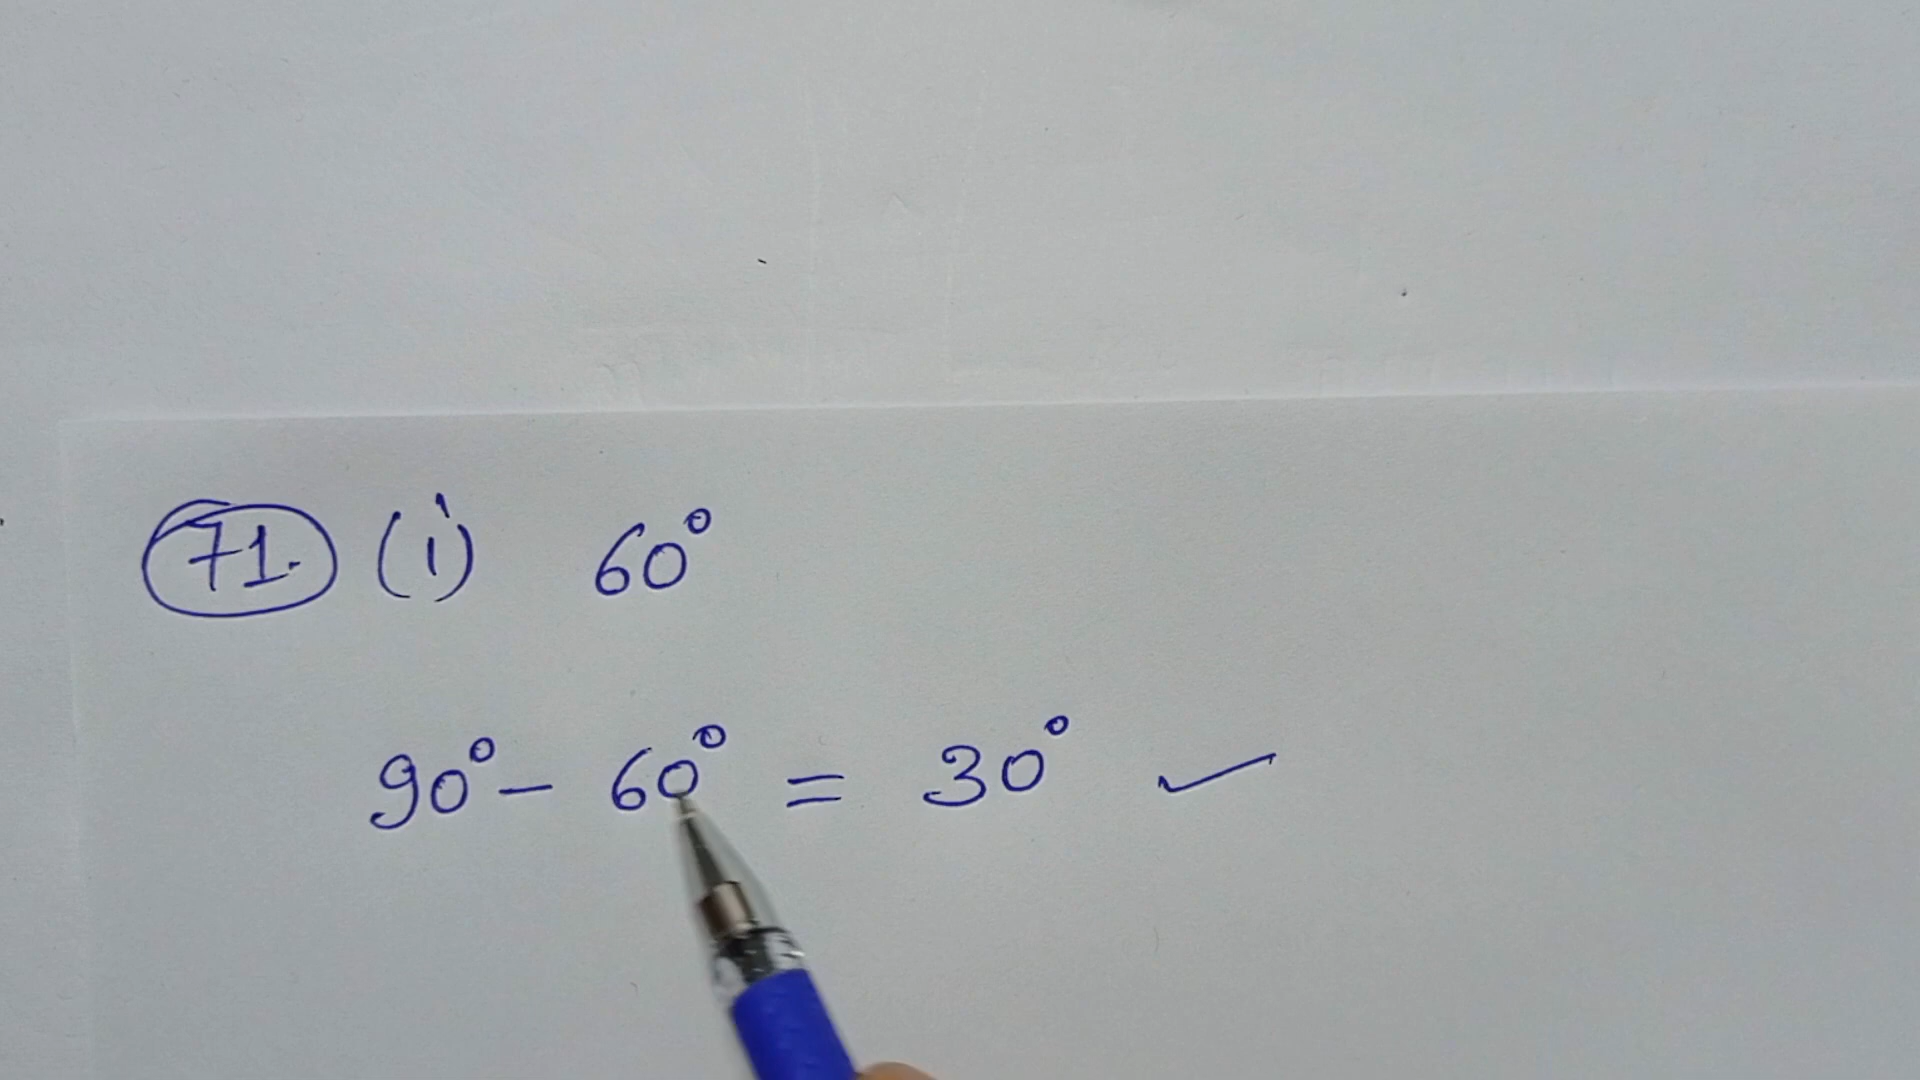 71. (i) 60°
90° - 60° = 30° ✓